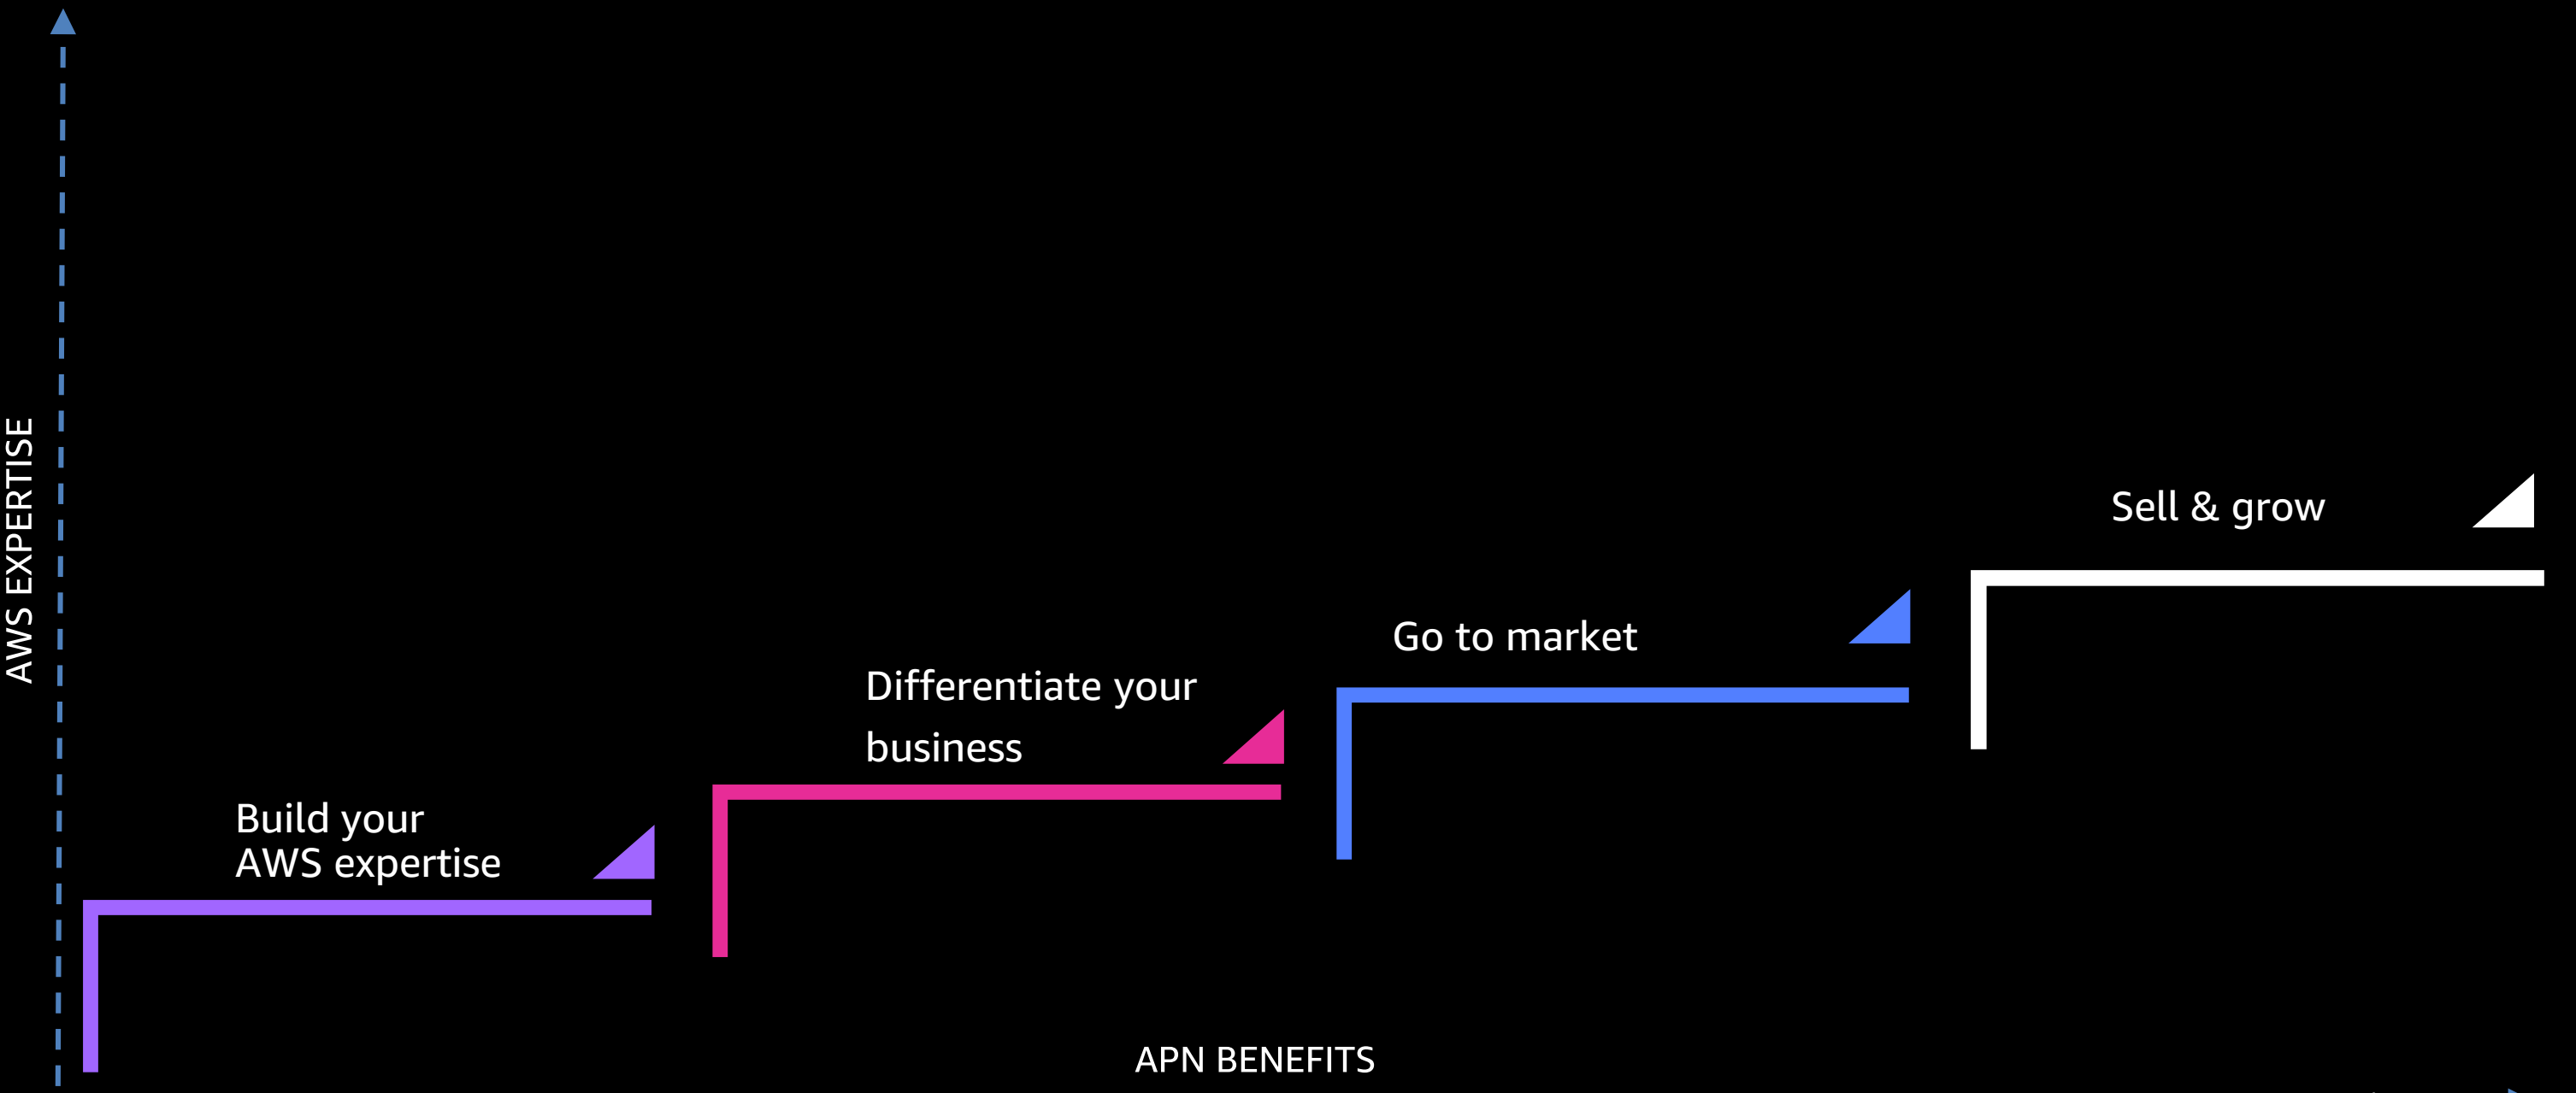 AWS EXPERTISE
Build your
AWS expertise
Differentiate your
business
Go to market
Sell & grow
APN BENEFITS